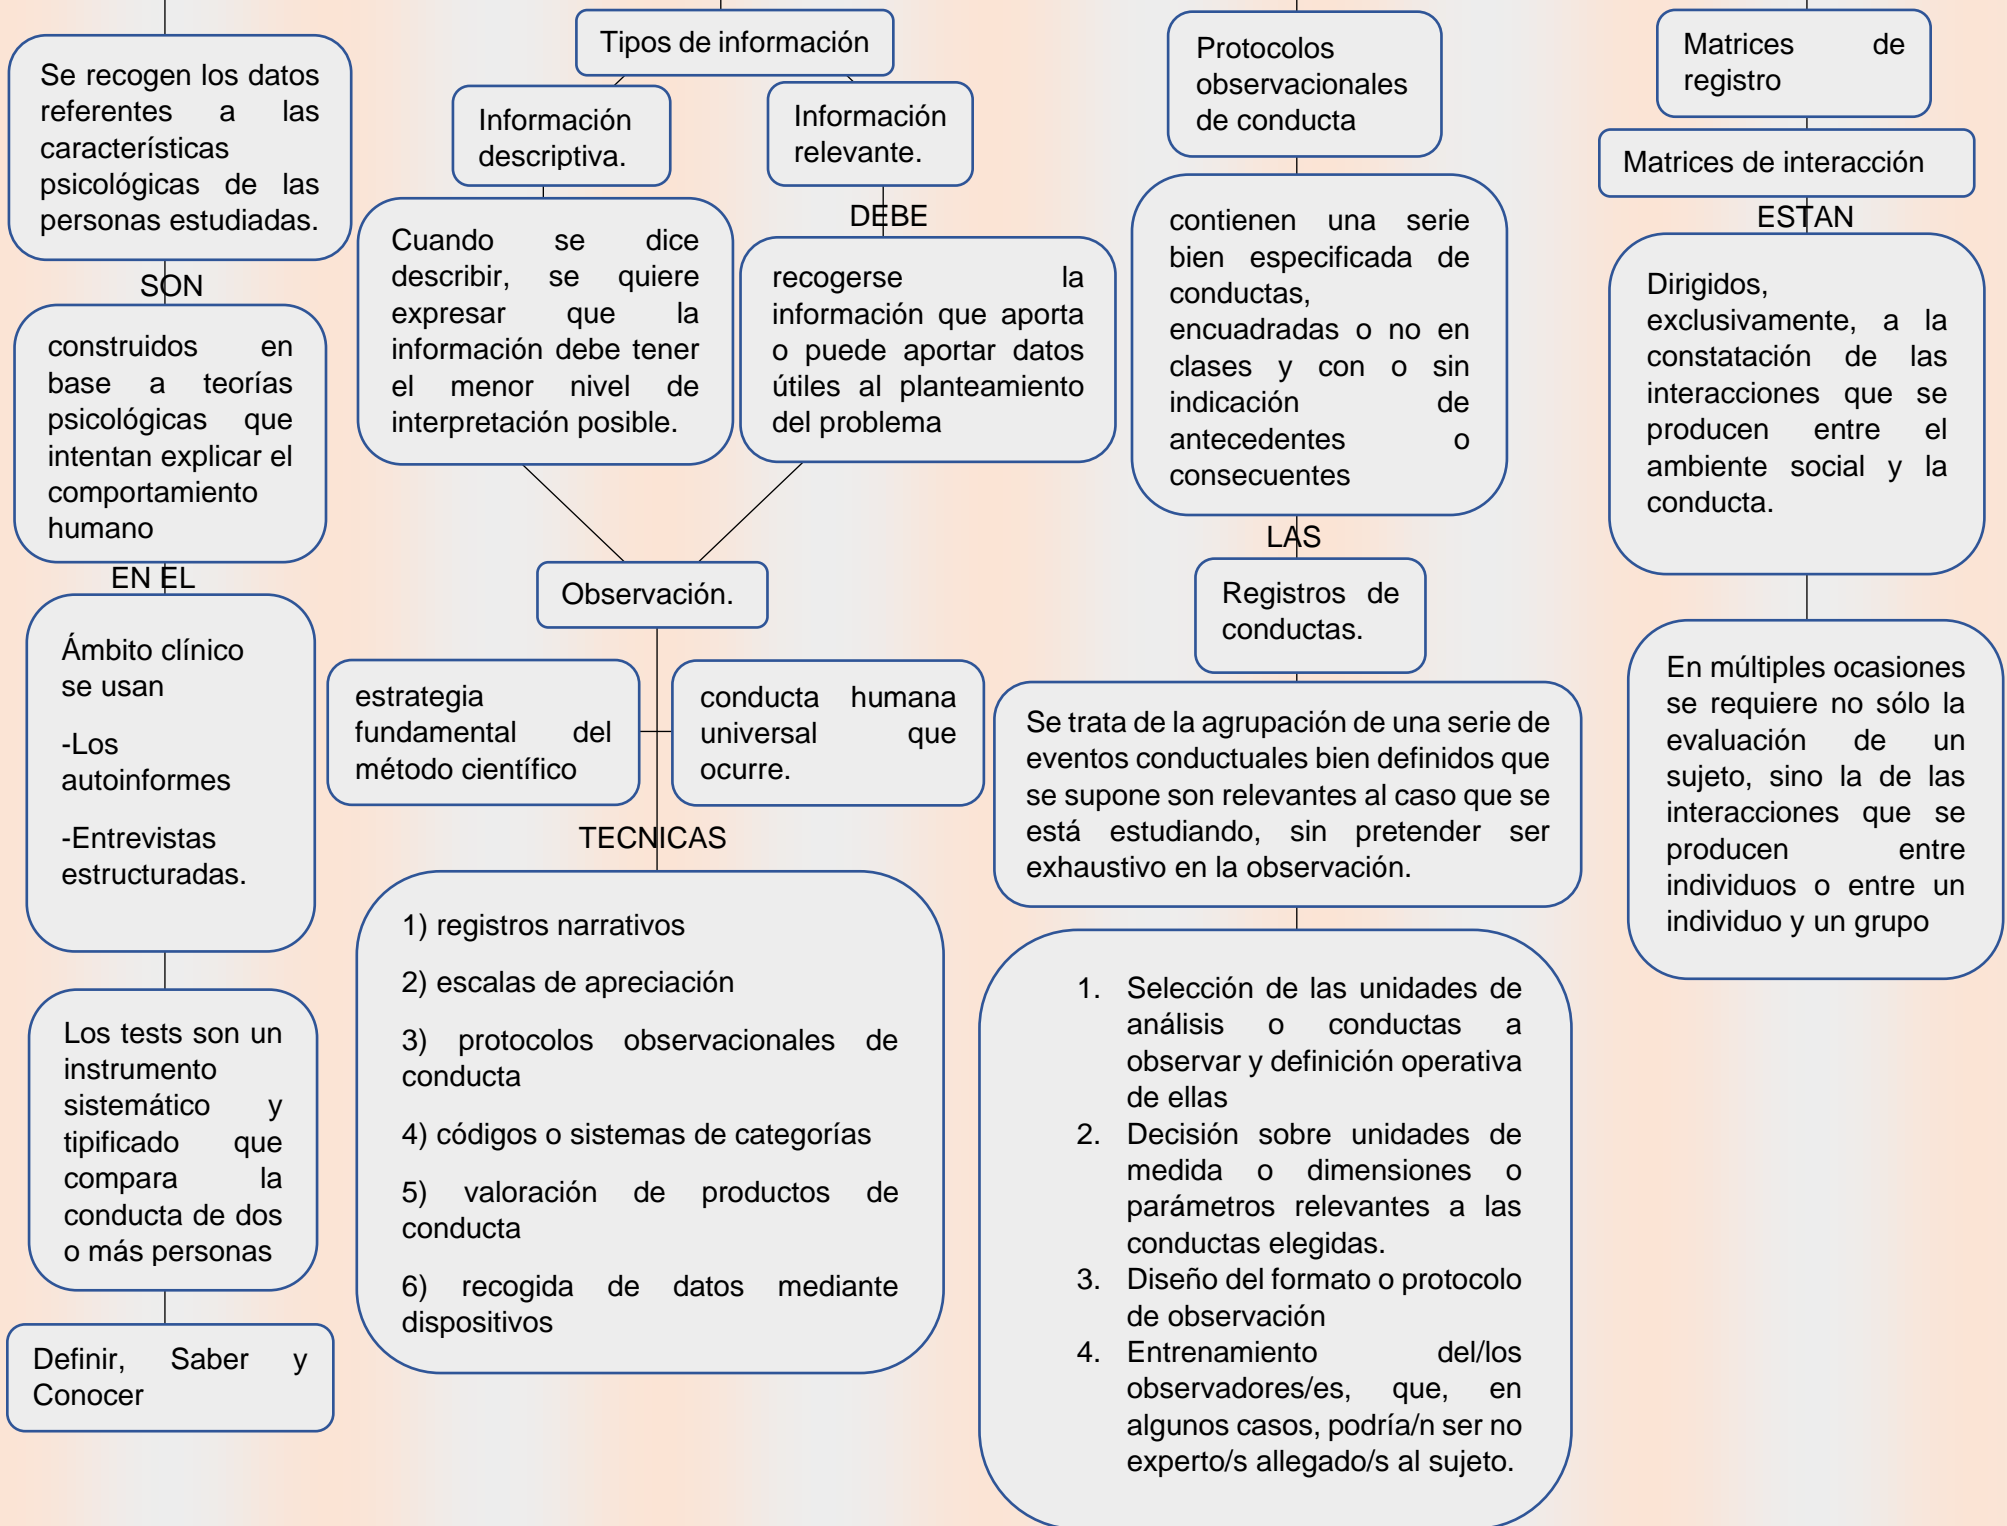 Se recogen los datos
referentes a las
características
psicológicas de las
personas estudiadas.
SON
construidos en
base a teorías
psicológicas que
intentan explicar el
comportamiento
humano
EN EL
Ámbito clínico
se usan
-Los
autoinformes
-Entrevistas
estructuradas.
Los tests son un
instrumento
sistemático y
tipificado que
compara la
conducta de dos
o más personas
Definir, Saber y
Conocer
Tipos de información
Información
descriptiva.
Información
relevante.
Cuando se dice
describir, se quiere
expresar que la
información debe tener
el menor nivel de
interpretación posible.
DEBE
recogerse la
información que aporta
o puede aportar datos
útiles al planteamiento
del problema
Observación.
estrategia
fundamental del
método científico
conducta humana
universal que
ocurre.
TECNICAS
1) registros narrativos
2) escalas de apreciación
3) protocolos observacionales de
conducta
4) códigos o sistemas de categorías
5) valoración de productos de
conducta
6) recogida de datos mediante
dispositivos
Protocolos
observacionales
de conducta
contienen una serie
bien especificada de
conductas,
encuadradas o no en
clases y con o sin
indicación de
antecedentes o
consecuentes
LAS
Registros de
conductas.
Se trata de la agrupación de una serie de
eventos conductuales bien definidos que
se supone son relevantes al caso que se
está estudiando, sin pretender ser
exhaustivo en la observación.
1. Selección de las unidades de
análisis o conductas a
observar y definición operativa
de ellas
2. Decisión sobre unidades de
medida o dimensiones o
parámetros relevantes a las
conductas elegidas.
3. Diseño del formato o protocolo
de observación
4. Entrenamiento del/los
observadores/es, que, en
algunos casos, podría/n ser no
experto/s allegado/s al sujeto.
Matrices de
registro
Matrices de interacción
ESTAN
Dirigidos,
exclusivamente, a la
constatación de las
interacciones que se
producen entre el
ambiente social y la
conducta.
En múltiples ocasiones
se requiere no sólo la
evaluación de un
sujeto, sino la de las
interacciones que se
producen entre
individuos o entre un
individuo y un grupo